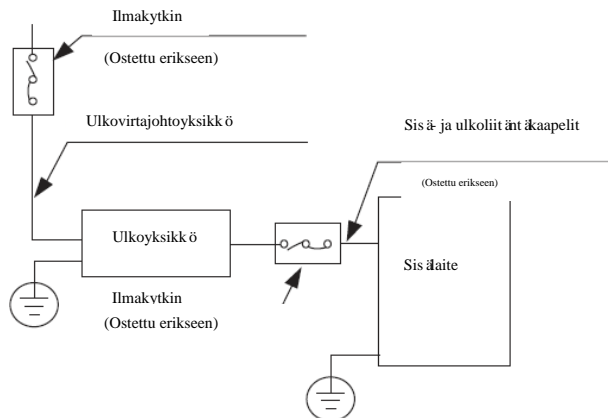 Ilmakytkin
(Ostettu erikseen)
Ulkovirtajohtoyksikkö
Sisä- ja ulkoliitäntäkaapelit
(Ostettu erikseen)
Ulkoyksikkö
Sisälaite
Ilmakytkin
(Ostettu erikseen)